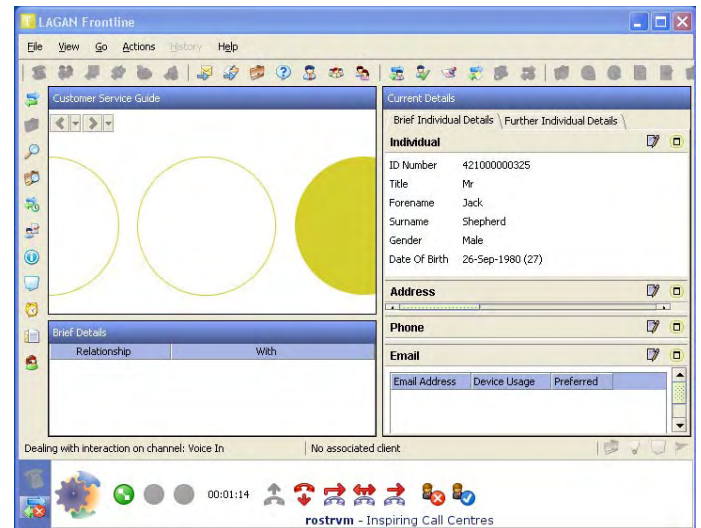 LAGAN Frontline
File View Go Actions History Help
Customer Service Guide
Current Details
Brief Individual Details \ Further Individual Details \
Individual
ID Number 421000000325
Title Mr
Forename Jack
Surname Shepherd
Gender Male
Date Of Birth 26-Sep-1980 (27)
Address
Phone
Email
Email Address Device Usage Preferred
Brief Details
Relationship With
Dealing with interaction on channel: Voice In No associated client
00:01:14
rostrvm - Inspiring Call Centres